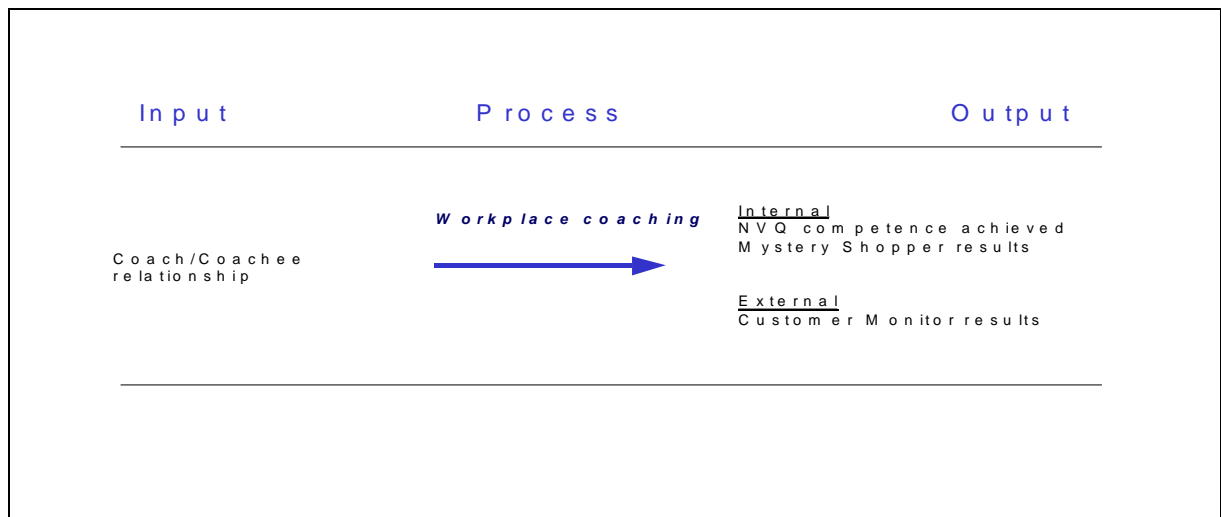 Input Process Output
Workplace coaching
Coach/Coachee
relationship
Internal
NVQ competence achieved
Mystery Shopper results
External
Customer Monitor results